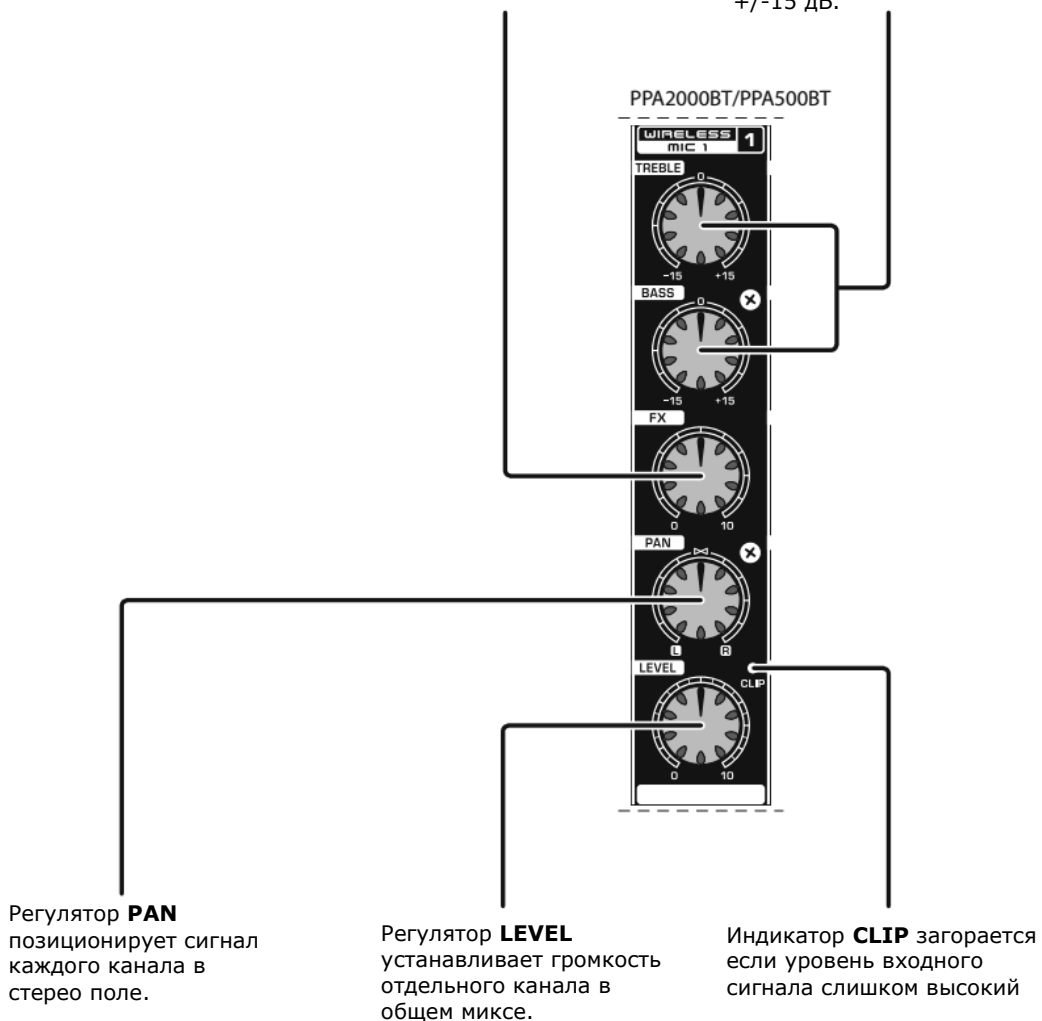 +/-15 дБ.
PPA2000BT/PPA500BT
WIRELESS
MIC 1
1
TREBLE
0
-15 +15
BASS
0
-15 +15
FX
0 10
PAN
L R
LEVEL
CLIP
0 10
Регулятор PAN
позиционирует сигнал
каждого канала в
стерео поле.
Регулятор LEVEL
устанавливает громкость
отдельного канала в
общем миксе.
Индикатор CLIP загорается
если уровень входного
сигнала слишком высокий